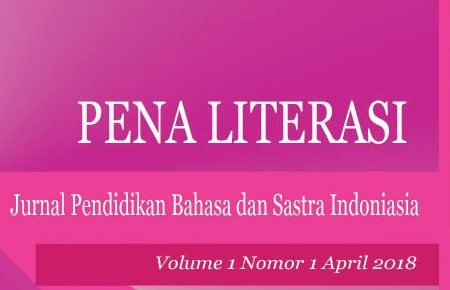 PENA LITERASI
Jurnal Pendidikan Bahasa dan Sastra Indoniasia
Volume 1 Nomor 1 April 2018